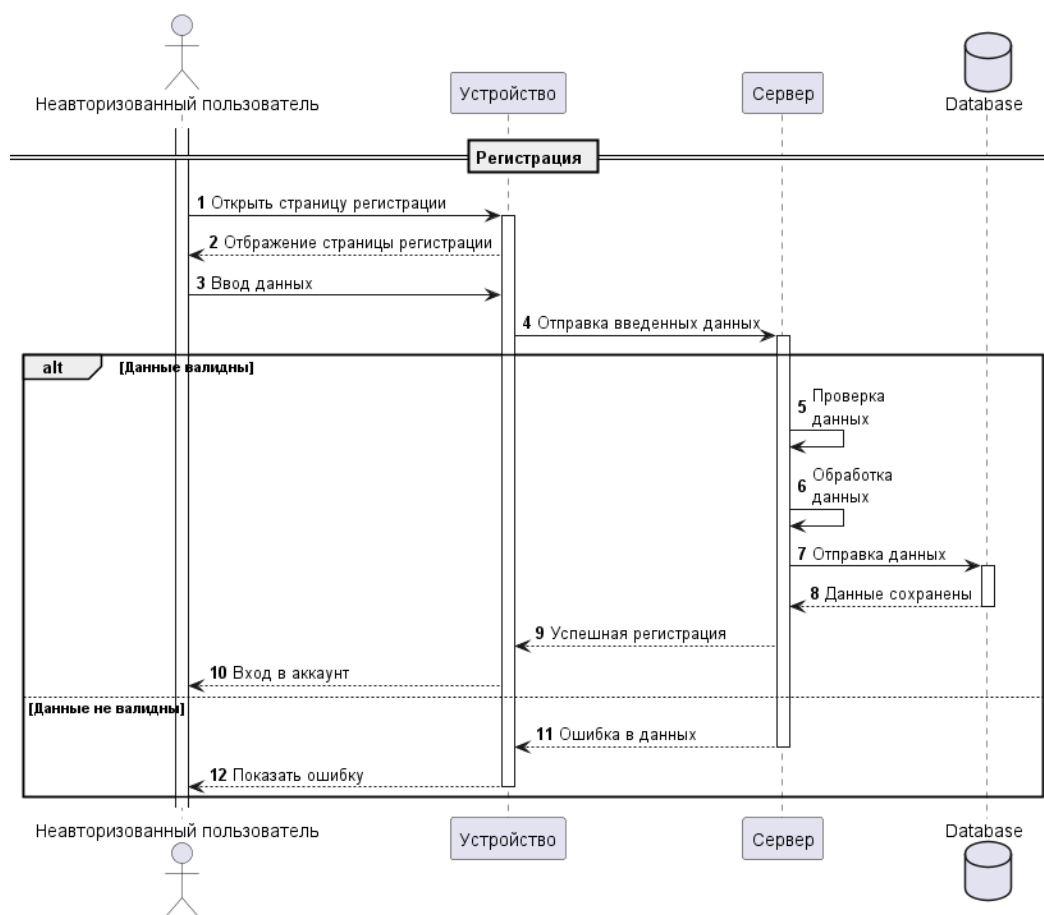 Неавторизованный пользователь
Устройство
Сервер
Database
Регистрация
1 Открыть страницу регистрации
2 Отбражение страницы регистрации
3 Ввод данных
4 Отправка введенных данных
alt [Данные валидны]
5 Проверка
данных
6 Обработка
данных
7 Отправка данных
8 Данные сохранены
9 Успешная регистрация
10 Вход в аккаунт
[Данные не валидны]
11 Ошибка в данных
12 Показать ошибку
Неавторизованный пользователь
Устройство
Сервер
Database